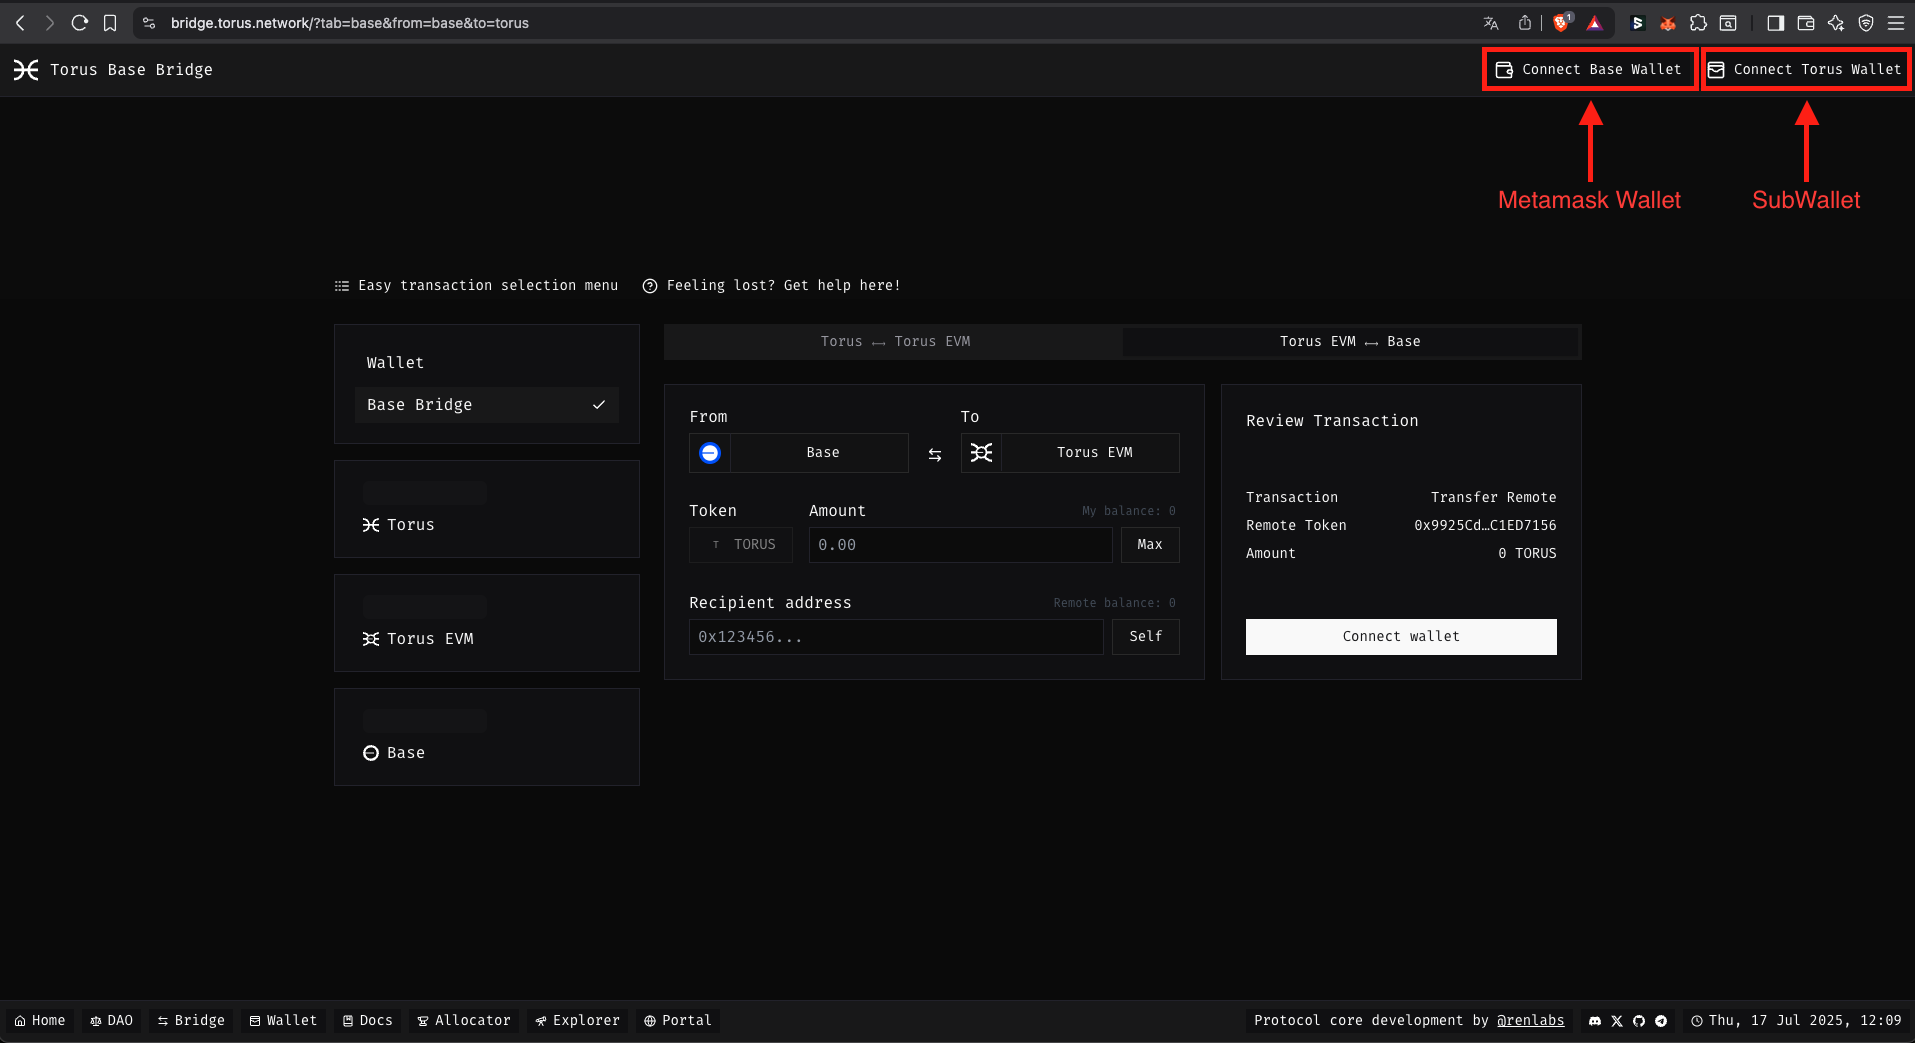 bridge.torus.network/?tab=base&from=base&to=torus
1
Torus Base Bridge
Connect Base Wallet
Connect Torus Wallet
Metamask Wallet
SubWallet
Easy transaction selection menu
Feeling lost? Get help here!
Wallet
Base Bridge
Torus
Torus EVM
Base
Torus ⟷ Torus EVM
Torus EVM ⟷ Base
From
To
Base
Torus EVM
Token
Amount
My balance: 0
T TORUS
0.00
Max
Recipient address
Remote balance: 0
0x123456...
Self
Review Transaction
Transaction
Transfer Remote
Remote Token
0x9925Cd…C1ED7156
Amount
0 TORUS
Connect wallet
Home
DAO
Bridge
Wallet
Docs
Allocator
Explorer
Portal
Protocol core development by @renlabs
Thu, 17 Jul 2025, 12:09